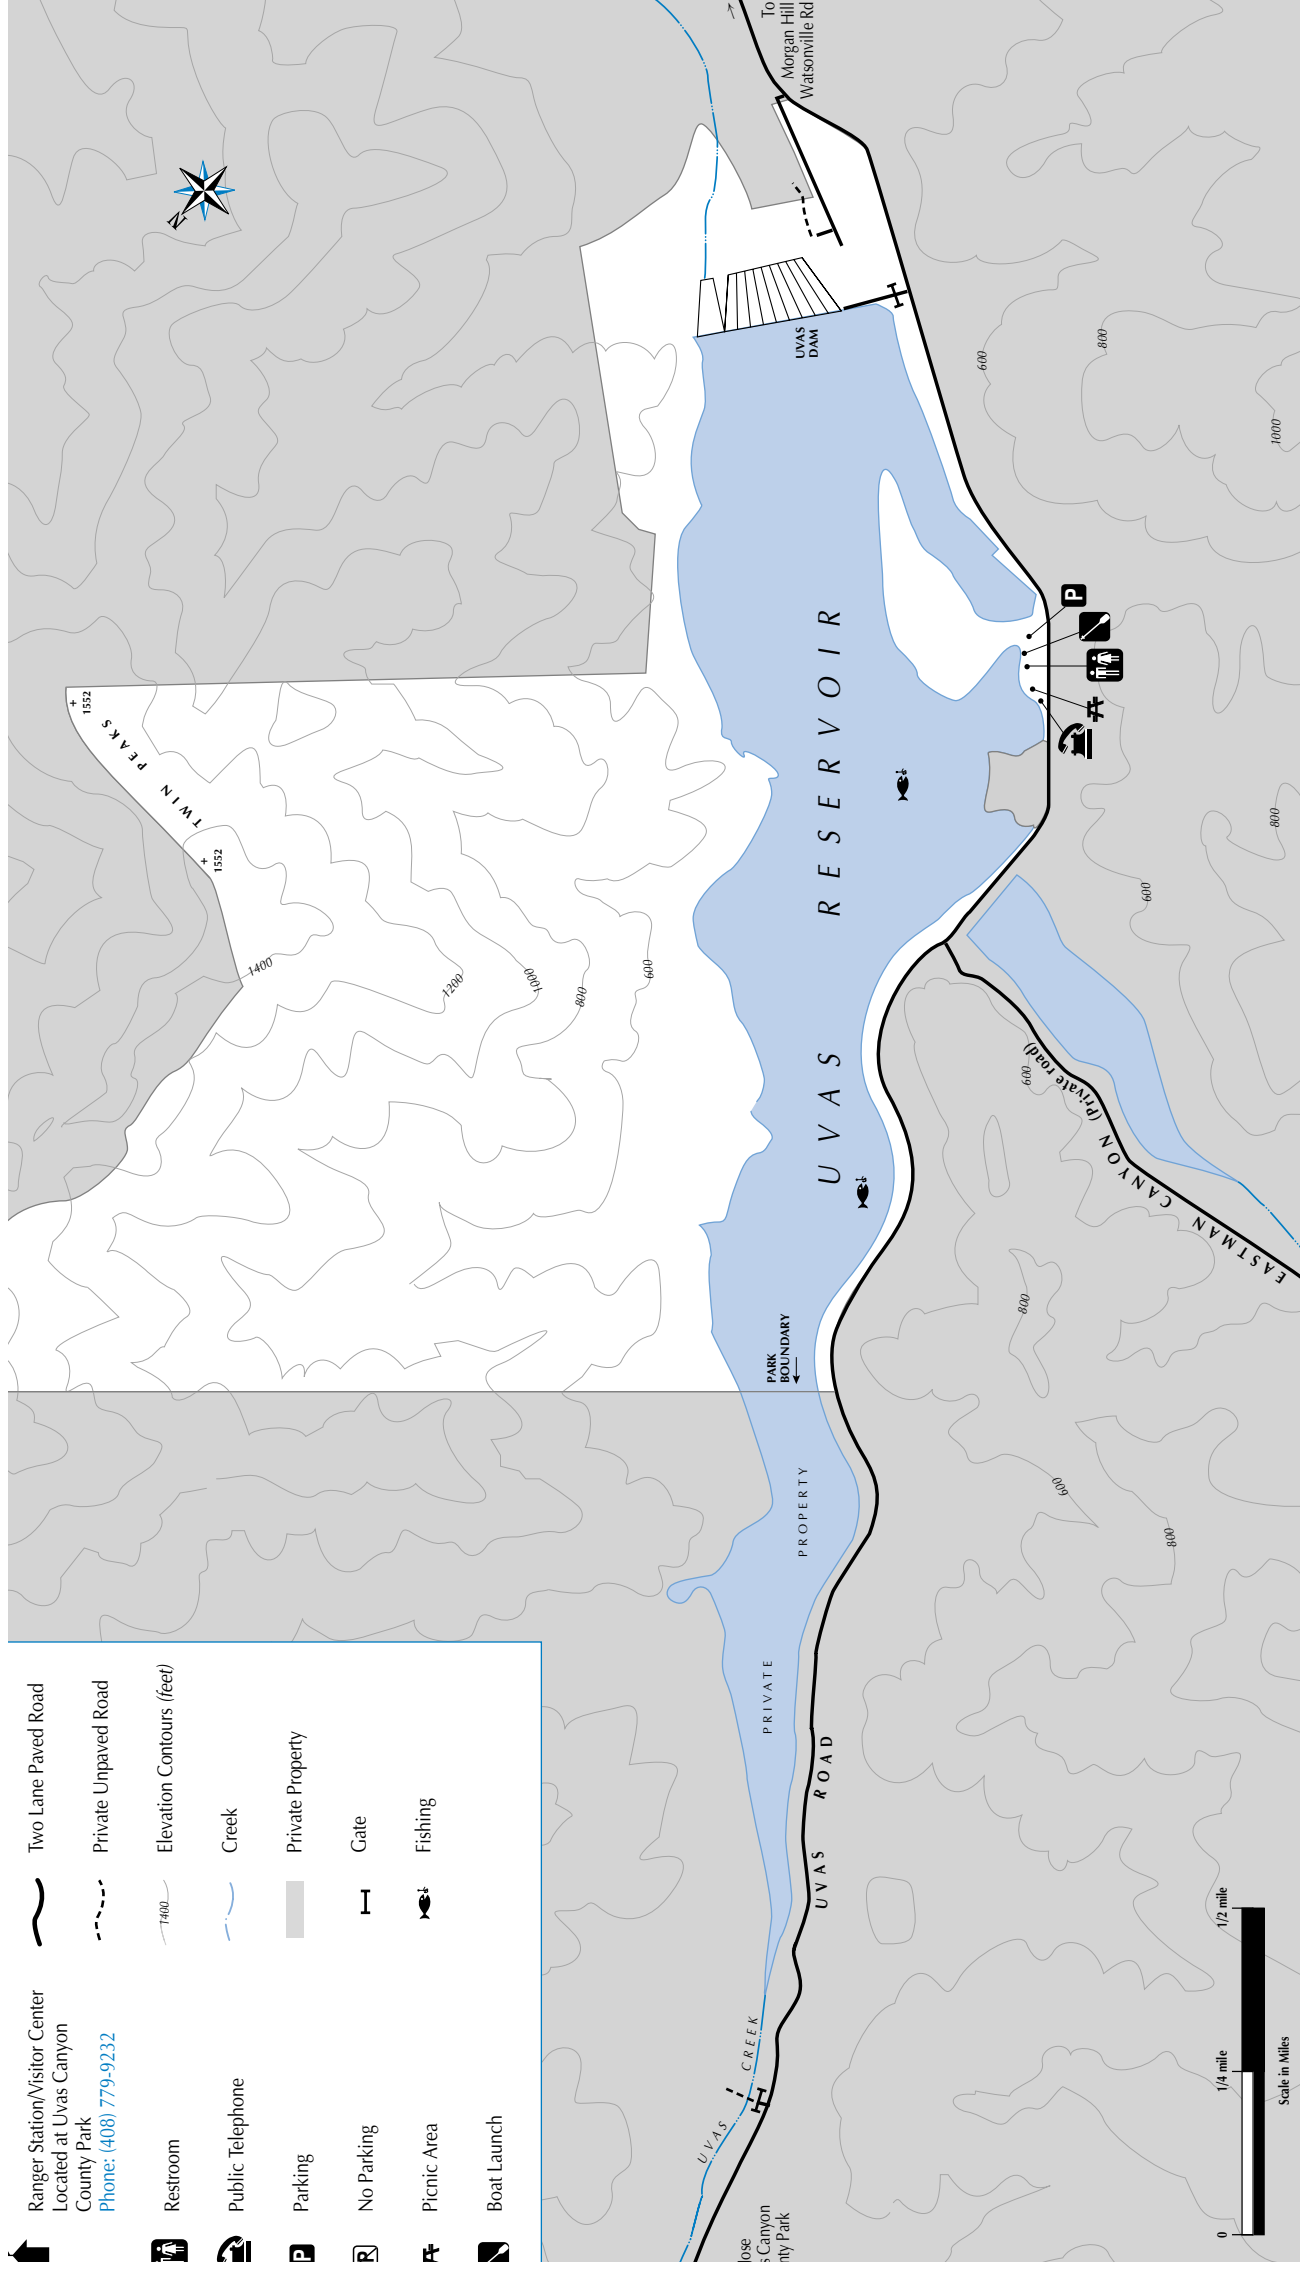 To
Morgan Hill
Watsonville Rd
N
UVAS
DAM
600
800
1000
1552
TWIN PEAKS
1552
1400
1200
1000
800
600
UVAS RESERVOIR
P
800
600
600
EASTMAN CANYON (Private road)
800
PARK
BOUNDARY
PRIVATE PROPERTY
600
800
UVAS ROAD
UVAS CREEK
Ranger Station/Visitor Center
Located at Uvas Canyon
County Park
Phone: (408) 779-9232
Restroom
Public Telephone
P Parking
R No Parking
Picnic Area
Boat Launch
Two Lane Paved Road
Private Unpaved Road
1400 Elevation Contours (feet)
Creek
Private Property
Gate
Fishing
0 1/4 mile 1/2 mile
Scale in Miles